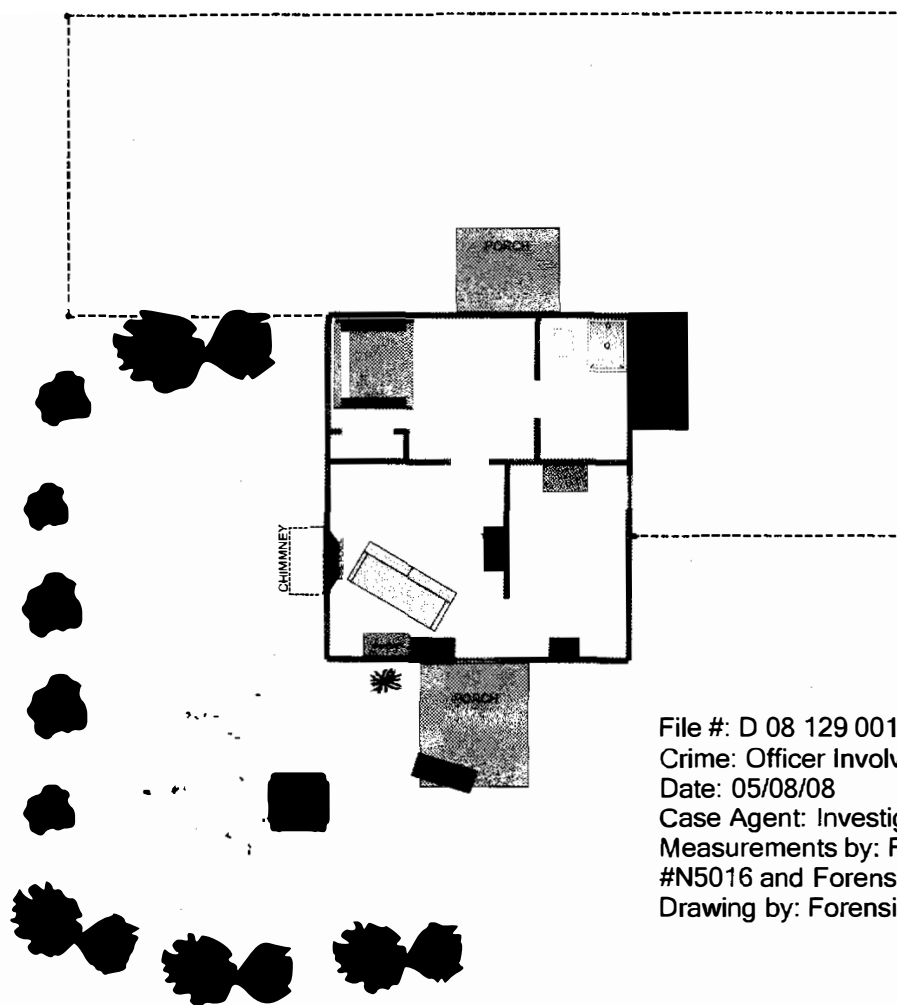 PORCH
CHIMMNEY
PORCH
File #: D 08 129 001
Crime: Officer Involv
Date: 05/08/08
Case Agent: Investig
Measurements by: F
#N5016 and Forens
Drawing by: Forensi